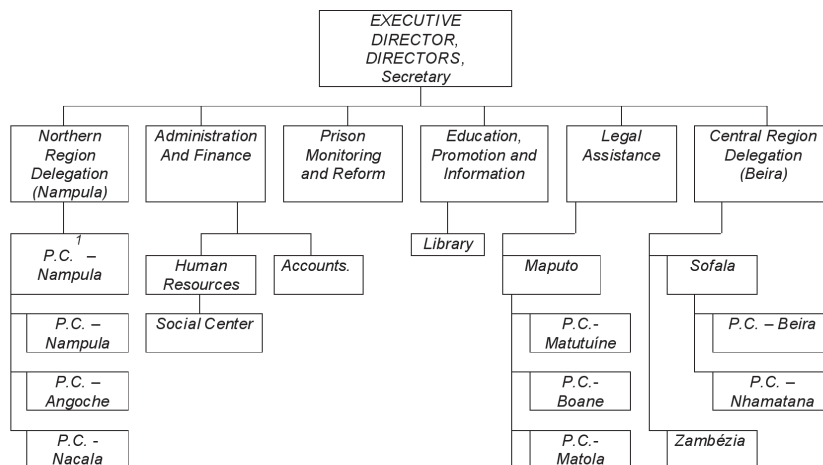 EXECUTIVE
DIRECTOR,
DIRECTORS,
Secretary
Northern
Region
Delegation
(Nampula)
Administration
And Finance
Prison
Monitoring
and Reform
Education,
Promotion and
Information
Legal
Assistance
Central Region
Delegation
(Beira)
1
P.C. –
Nampula
Human
Resources
Accounts.
Library
Maputo
Sofala
P.C. –
Nampula
Social Center
P.C.-
Matutuíne
P.C. – Beira
P.C. –
Angoche
P.C.-
Boane
P.C. –
Nhamatana
P.C. -
Nacala
P.C.-
Matola
Zambézia